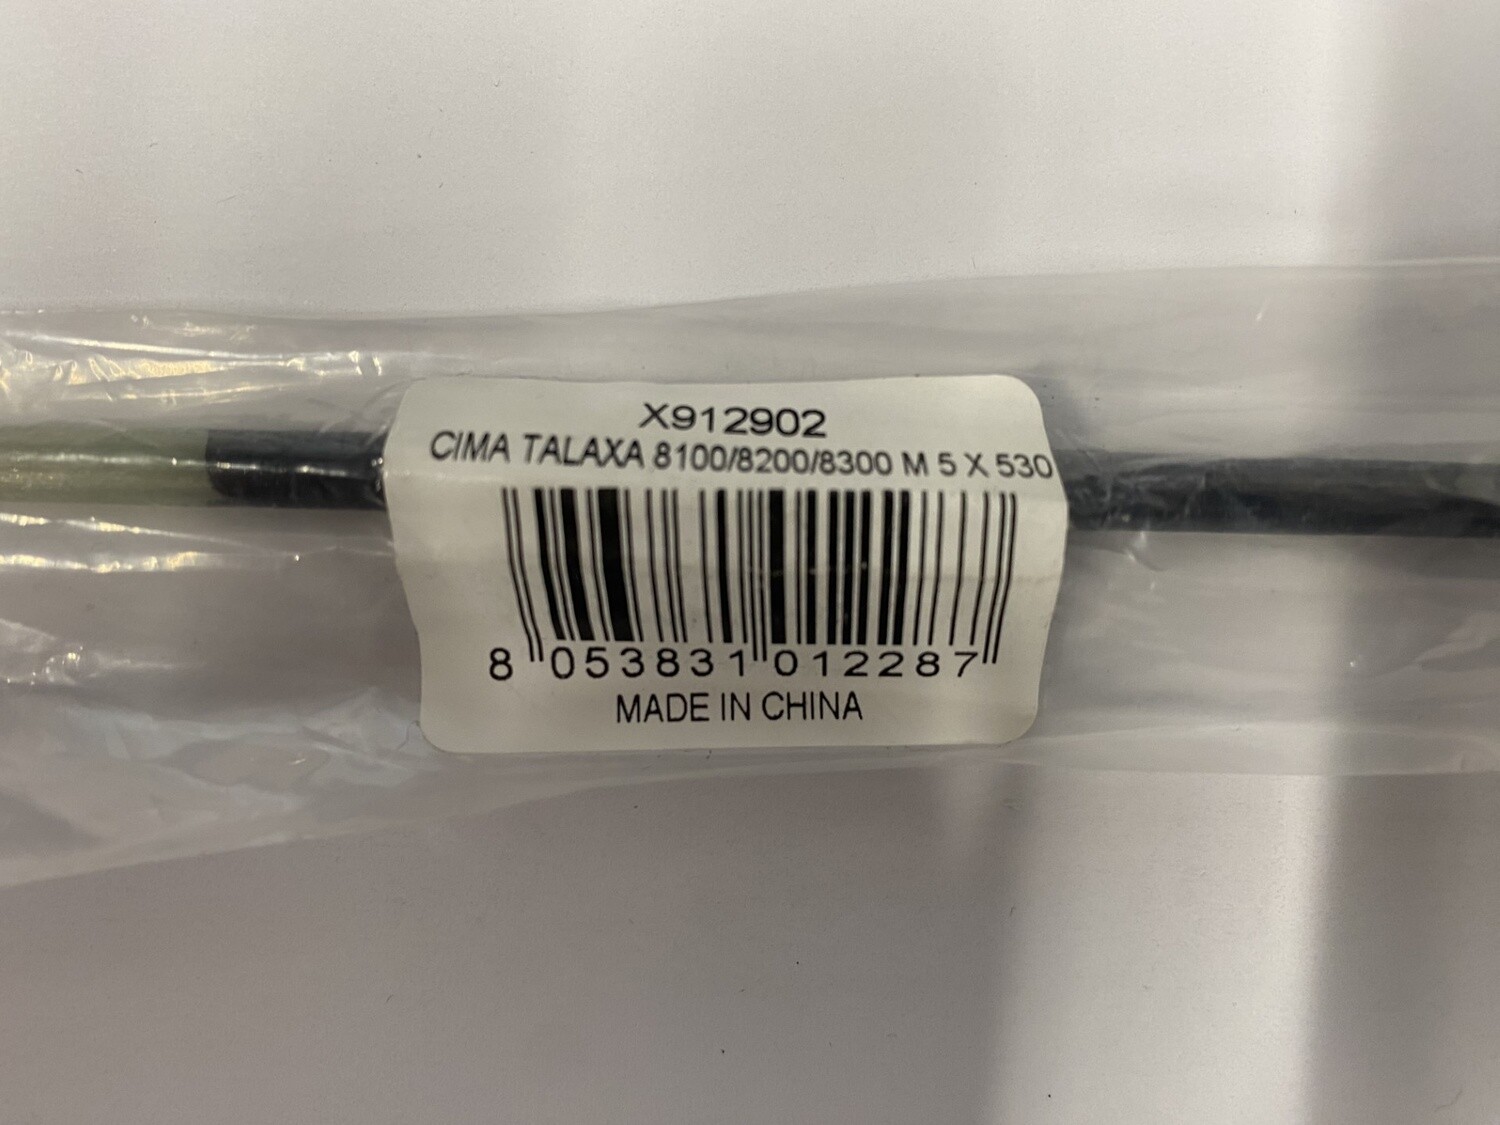 X912902
CIMA TALAXA 8100/8200/8300 M 5 X 530
8 053831 012287
MADE IN CHINA